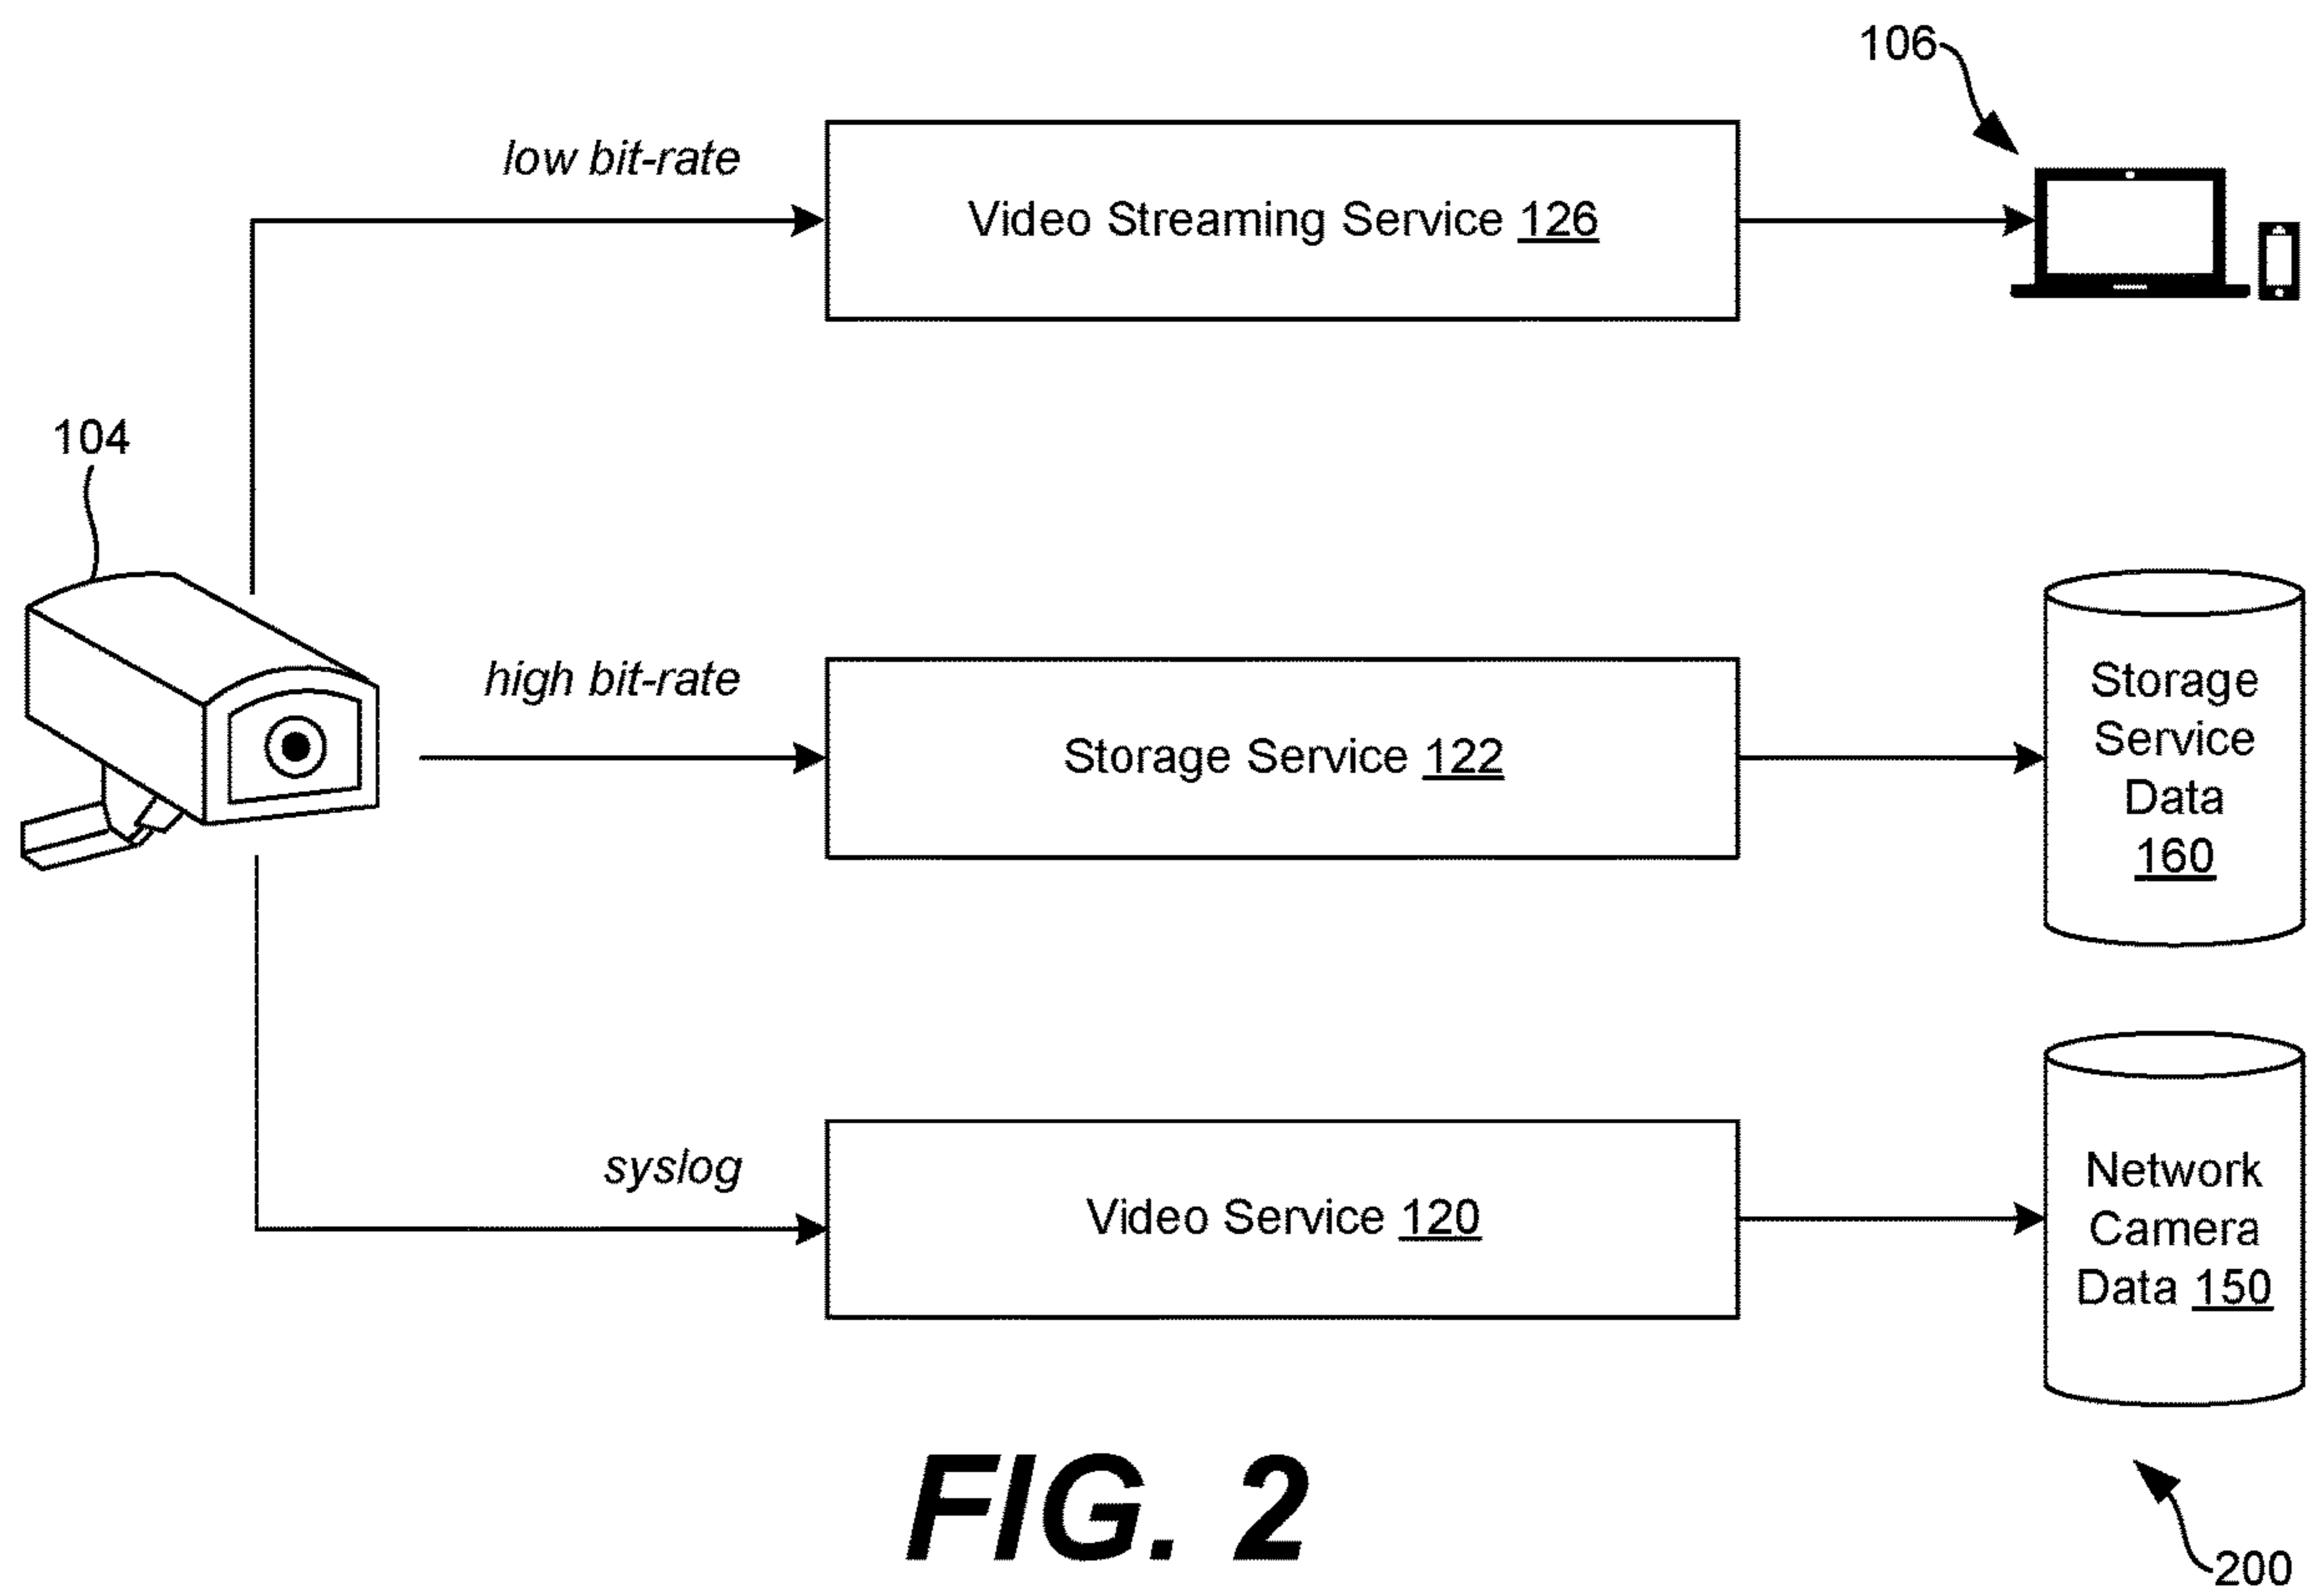 106
low bit-rate
Video Streaming Service 126
104
high bit-rate
Storage Service 122
Storage
Service
Data
160
syslog
Video Service 120
Network
Camera
Data 150
FIG. 2
200